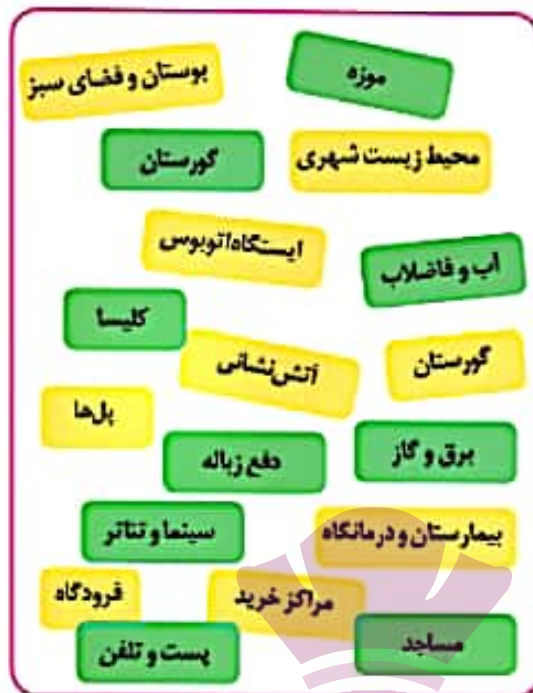 موزه
بوستان و فضای سبز
محیط زیست شهری
گورستان
ایستگاه اتوبوس
آب و فاضلاب
کلیسا
گورستان
آتش‌نشانی
پل‌ها
برق و گاز
دفع زباله
سینما و تئاتر
بیمارستان و درمانگاه
فرودگاه
مراکز خرید
مساجد
پست و تلفن